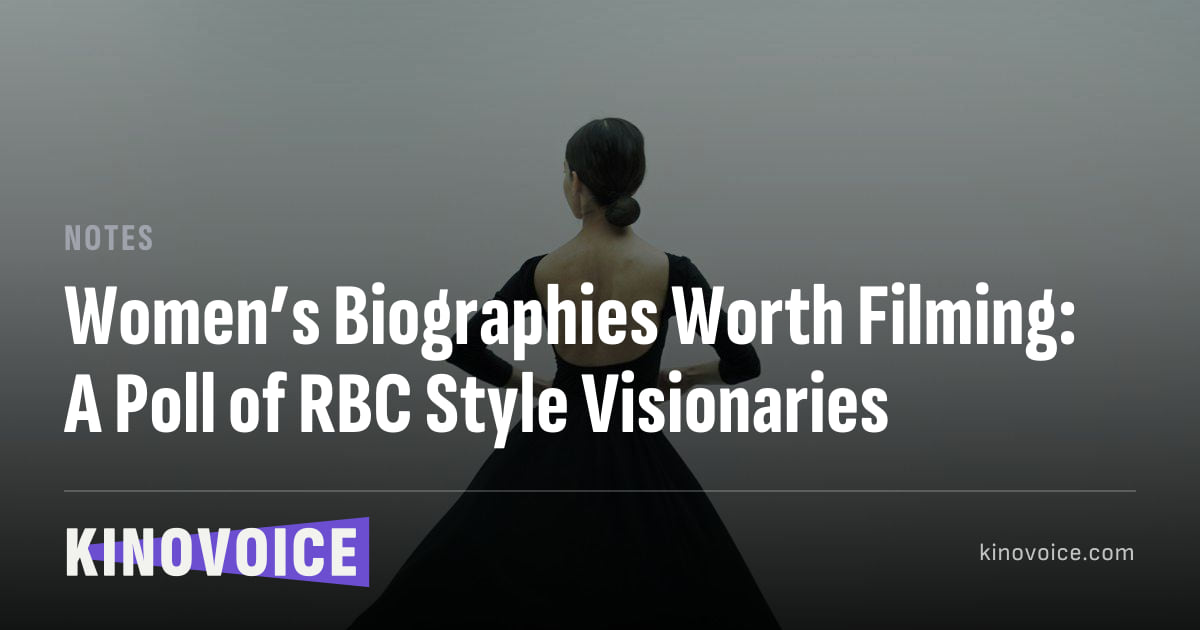 NOTES
Women’s Biographies Worth Filming:
A Poll of RBC Style Visionaries
KINOVOICE
kinovoice.com